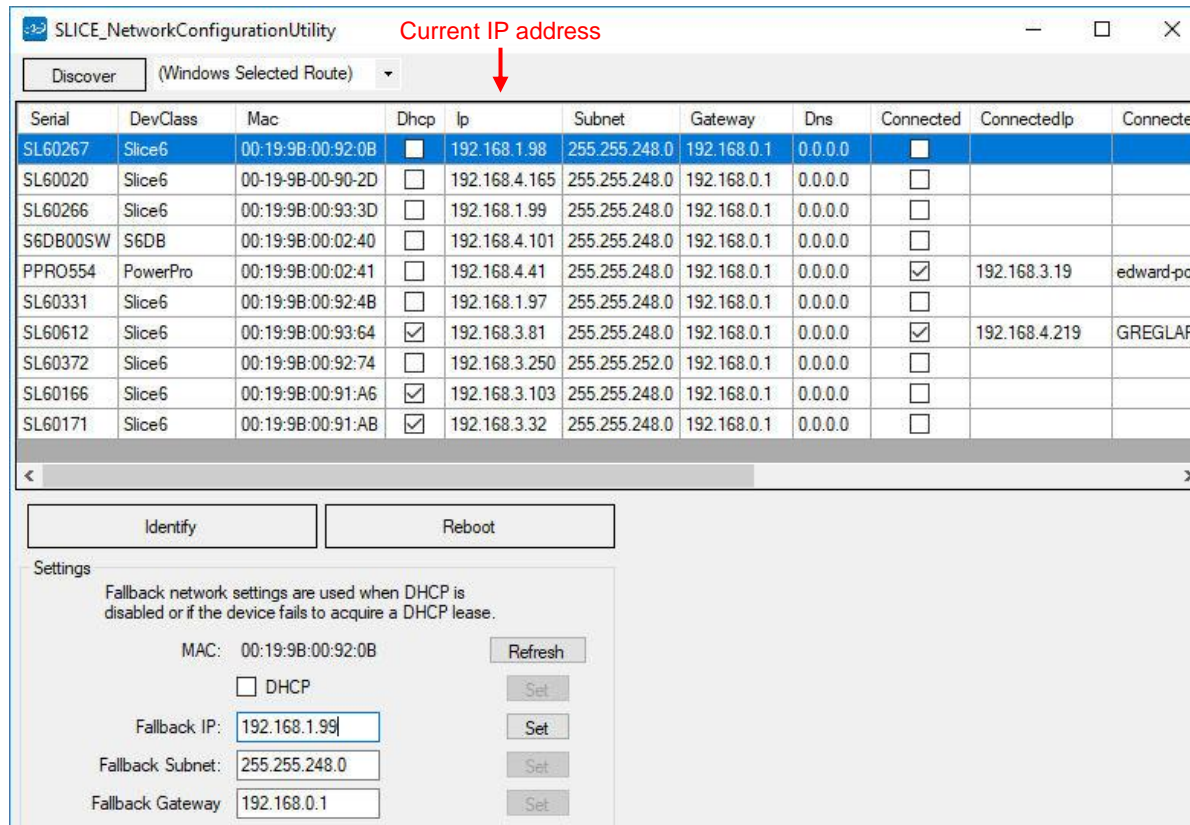 SLICE_NetworkConfigurationUtility
Current IP address
Discover (Windows Selected Route)
Serial DevClass Mac Dhcp Ip Subnet Gateway Dns Connected ConnectedIp Connecte
SL60267 Slice6 00:19:9B:00:92:0B 192.168.1.98 255.255.248.0 192.168.0.1 0.0.0.0
SL60020 Slice6 00-19-9B-00-90-2D 192.168.4.165 255.255.248.0 192.168.0.1 0.0.0.0
SL60266 Slice6 00:19:9B:00:93:3D 192.168.1.99 255.255.248.0 192.168.0.1 0.0.0.0
S6DB00SW S6DB 00:19:9B:00:02:40 192.168.4.101 255.255.248.0 192.168.0.1 0.0.0.0
PPRO554 PowerPro 00:19:9B:00:02:41 192.168.4.41 255.255.248.0 192.168.0.1 0.0.0.0 192.168.3.19 edward-pc
SL60331 Slice6 00:19:9B:00:92:4B 192.168.1.97 255.255.248.0 192.168.0.1 0.0.0.0
SL60612 Slice6 00:19:9B:00:93:64 192.168.3.81 255.255.248.0 192.168.0.1 0.0.0.0 192.168.4.219 GREGLAR
SL60372 Slice6 00:19:9B:00:92:74 192.168.3.250 255.255.252.0 192.168.0.1 0.0.0.0
SL60166 Slice6 00:19:9B:00:91:A6 192.168.3.103 255.255.248.0 192.168.0.1 0.0.0.0
SL60171 Slice6 00:19:9B:00:91:AB 192.168.3.32 255.255.248.0 192.168.0.1 0.0.0.0
Identify Reboot
Settings
Fallback network settings are used when DHCP is
disabled or if the device fails to acquire a DHCP lease.
MAC: 00:19:9B:00:92:0B Refresh
DHCP Set
Fallback IP: 192.168.1.99 Set
Fallback Subnet: 255.255.248.0 Set
Fallback Gateway 192.168.0.1 Set